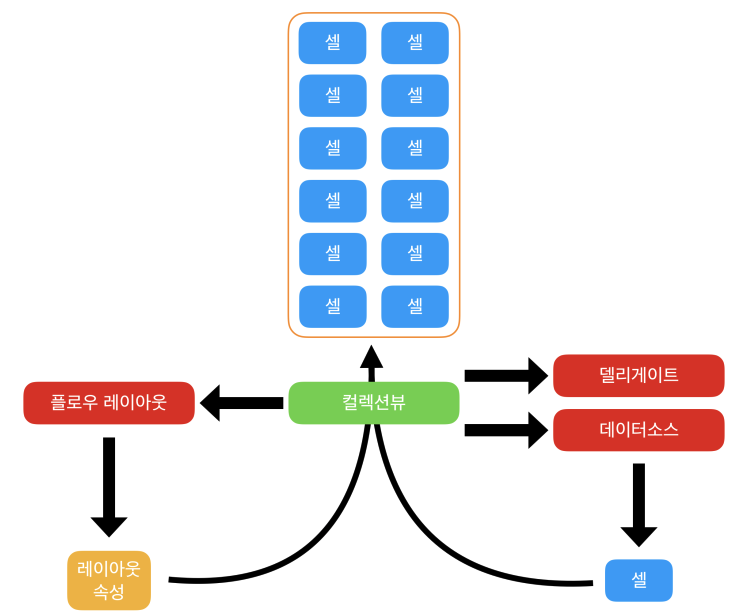 셀 셀
셀 셀
셀 셀
셀 셀
셀 셀
셀 셀
델리게이트
플로우 레이아웃
컬렉션뷰
데이터소스
레이아웃
속성
셀